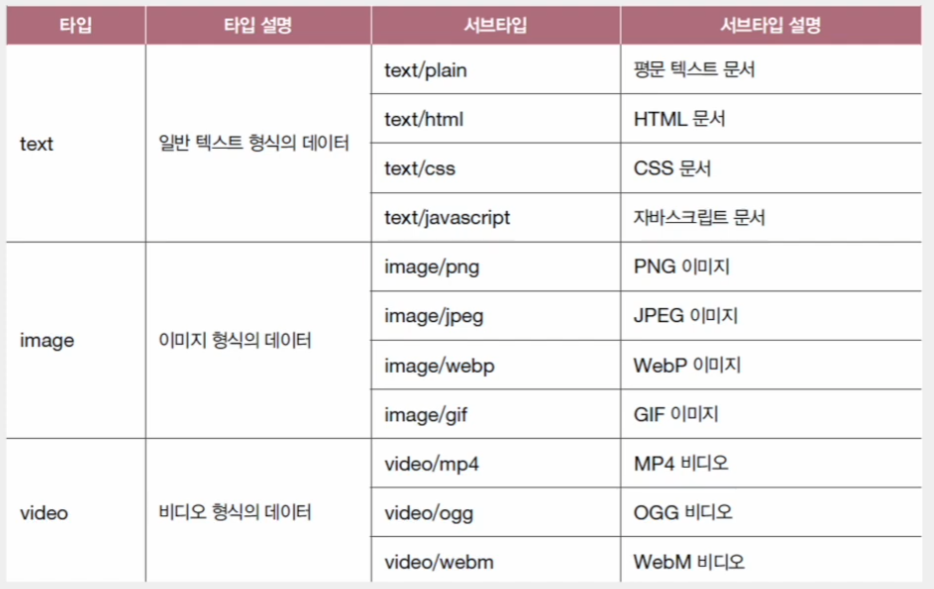 타입 타입 설명 서브타입 서브타입 설명
text 일반 텍스트 형식의 데이터 text/plain 평문 텍스트 문서
text/html HTML 문서
text/css CSS 문서
text/javascript 자바스크립트 문서
image 이미지 형식의 데이터 image/png PNG 이미지
image/jpeg JPEG 이미지
image/webp WebP 이미지
image/gif GIF 이미지
video 비디오 형식의 데이터 video/mp4 MP4 비디오
video/ogg OGG 비디오
video/webm WebM 비디오